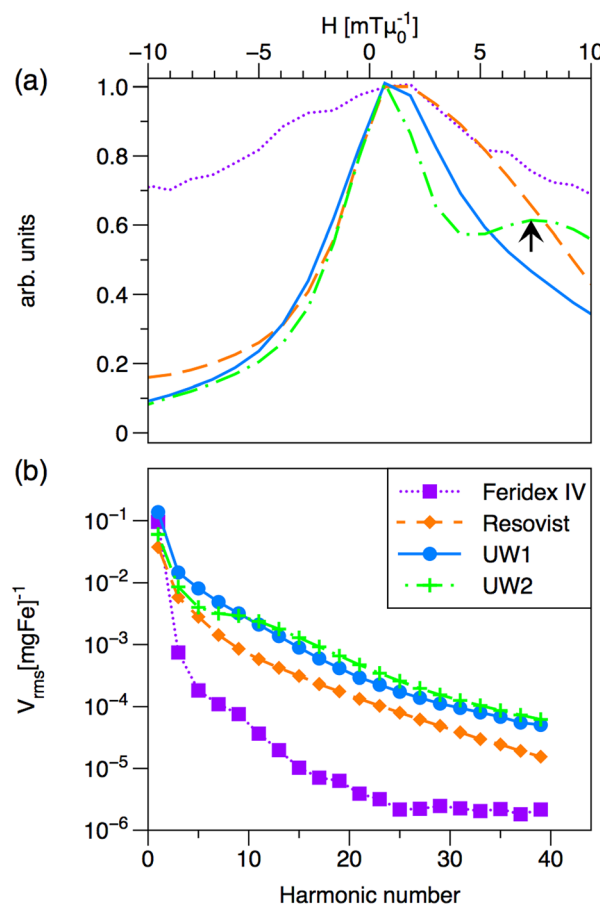 H [mTμ₀⁻¹]
−10 −5 0 5 10
(a)
1.0
0.8
0.6
0.4
0.2
0
arb. units
(b)
Feridex IV
Resovist
UW1
UW2
10⁻¹
10⁻²
10⁻³
10⁻⁴
10⁻⁵
10⁻⁶
Vrms[mgFe]⁻¹
0 10 20 30 40
Harmonic number